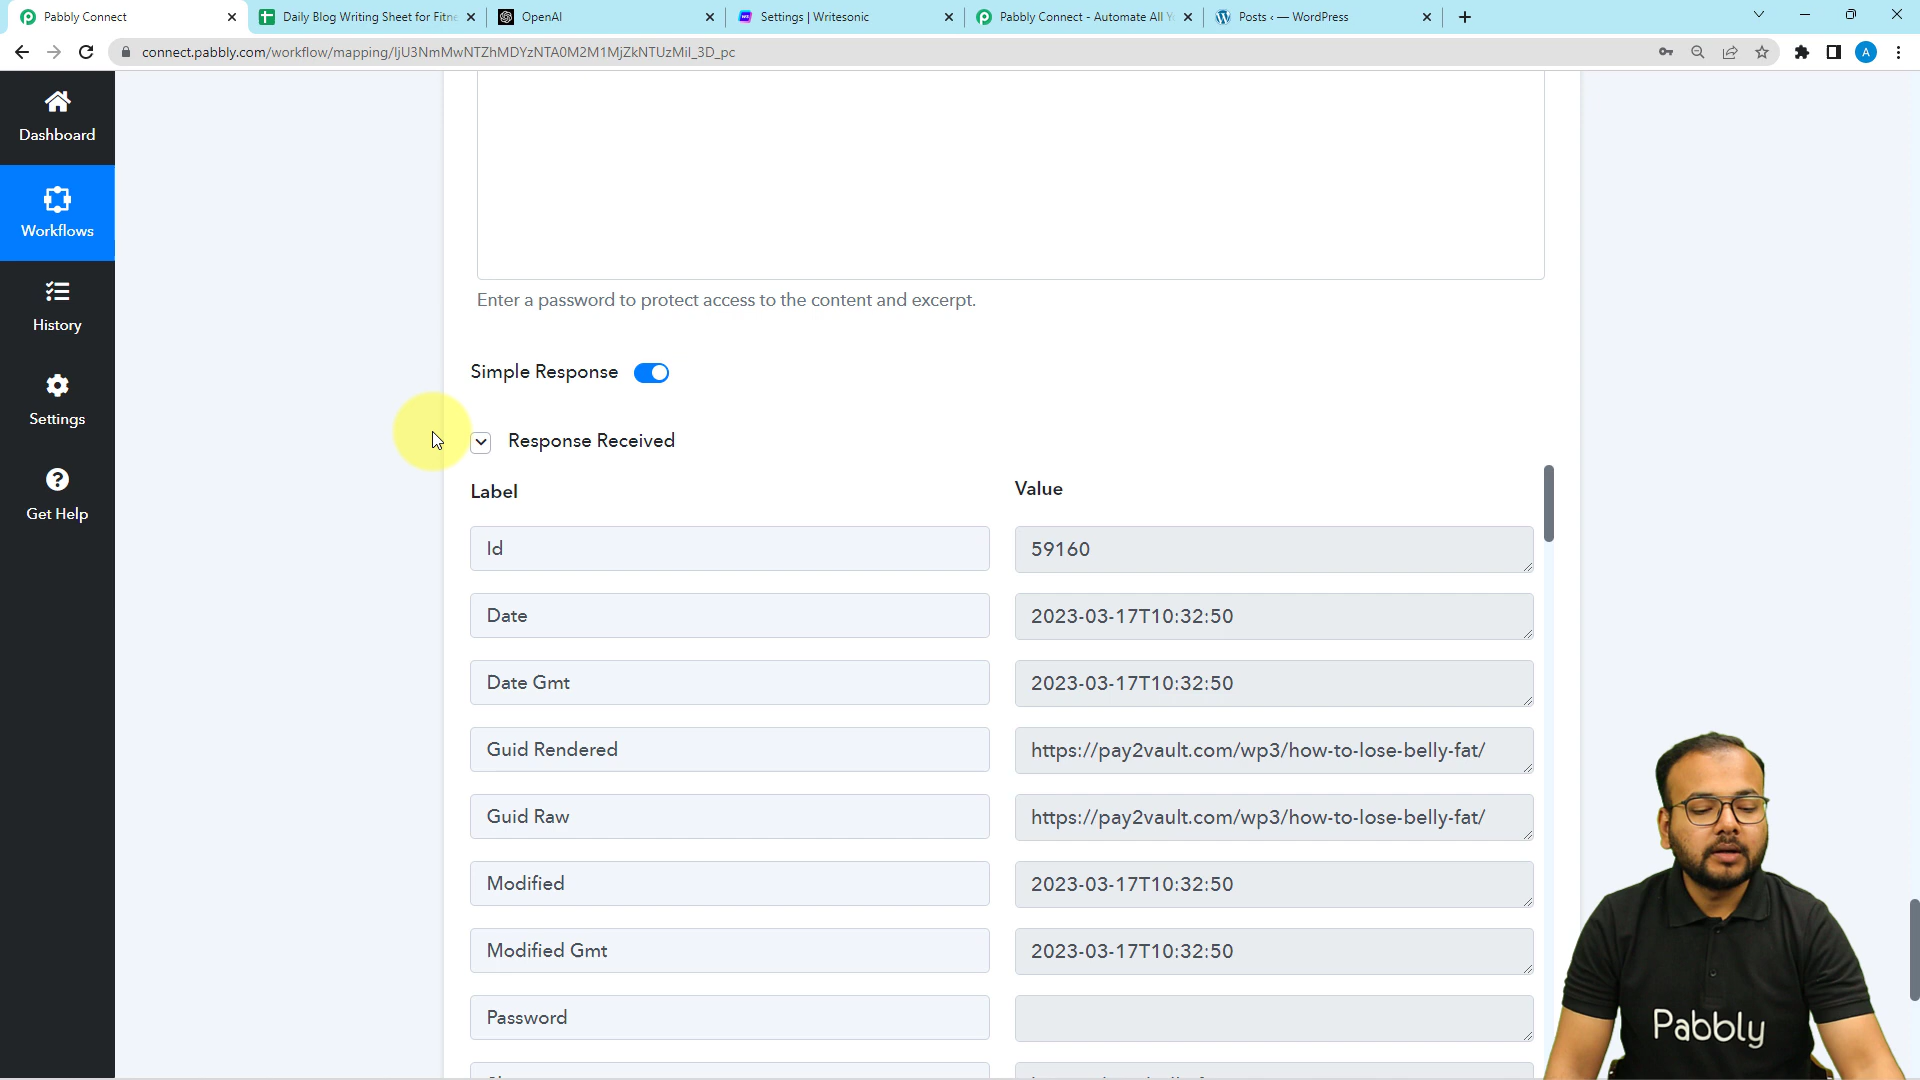 Pabbly Connect
Daily Blog Writing Sheet for Fitne
OpenAI
Settings | Writesonic
Pabbly Connect - Automate All Y
Posts ‹ — WordPress
connect.pabbly.com/workflow/mapping/IjU3NmMwNTZhMDYzNTA0M2M1MjZkNTUzMiI_3D_pc
A
Dashboard
Workflows
History
Settings
Get Help
Enter a password to protect access to the content and excerpt.
Simple Response
Response Received
Label Value
Id 59160
Date 2023-03-17T10:32:50
Date Gmt 2023-03-17T10:32:50
Guid Rendered https://pay2vault.com/wp3/how-to-lose-belly-fat/
Guid Raw https://pay2vault.com/wp3/how-to-lose-belly-fat/
Modified 2023-03-17T10:32:50
Modified Gmt 2023-03-17T10:32:50
Password
Pabbly